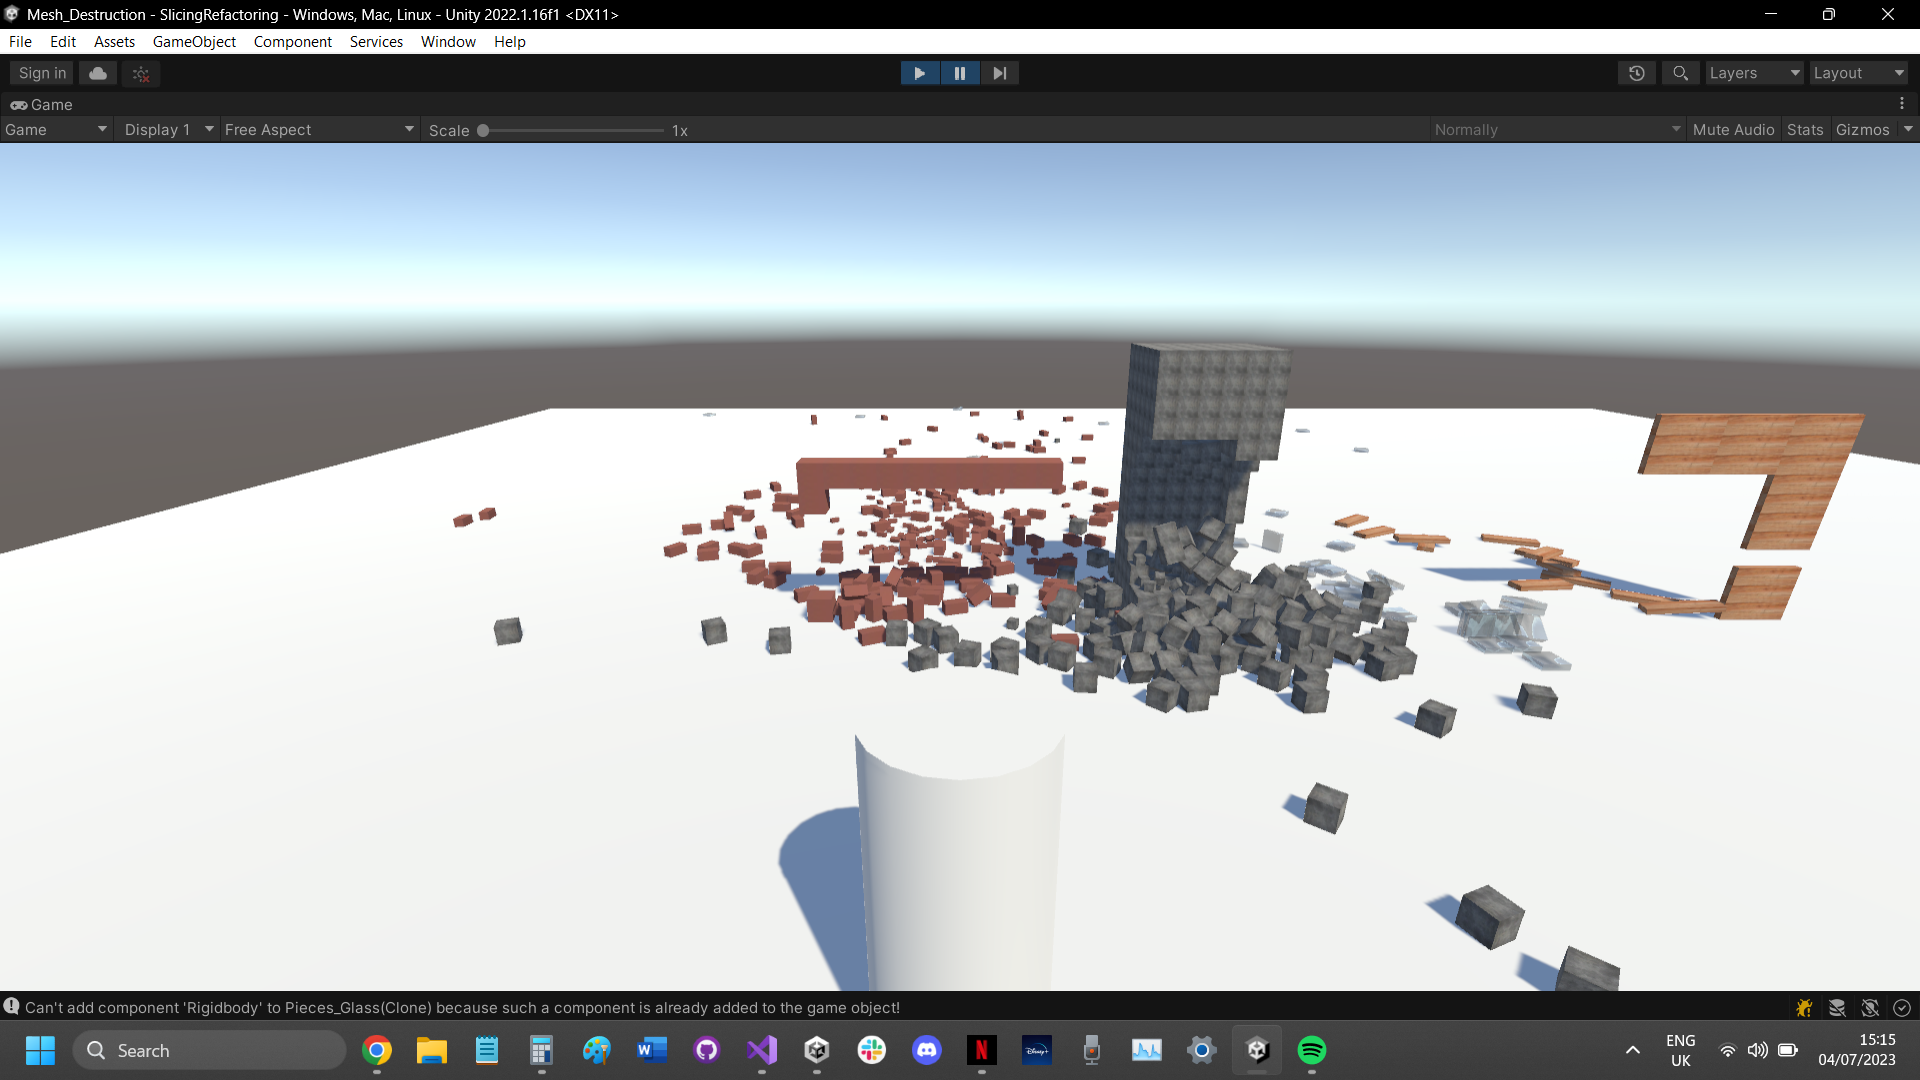 Mesh_Destruction - SlicingRefactoring - Windows, Mac, Linux - Unity 2022.1.16f1 <DX11>
File Edit Assets GameObject Component Services Window Help
Sign in Layers Layout
Game
Game Display 1 Free Aspect Scale 1x Normally Mute Audio Stats Gizmos
Can't add component 'Rigidbody' to Pieces_Glass(Clone) because such a component is already added to the game object!
Search
W
N
Disney+
ENG
UK
15:15
04/07/2023